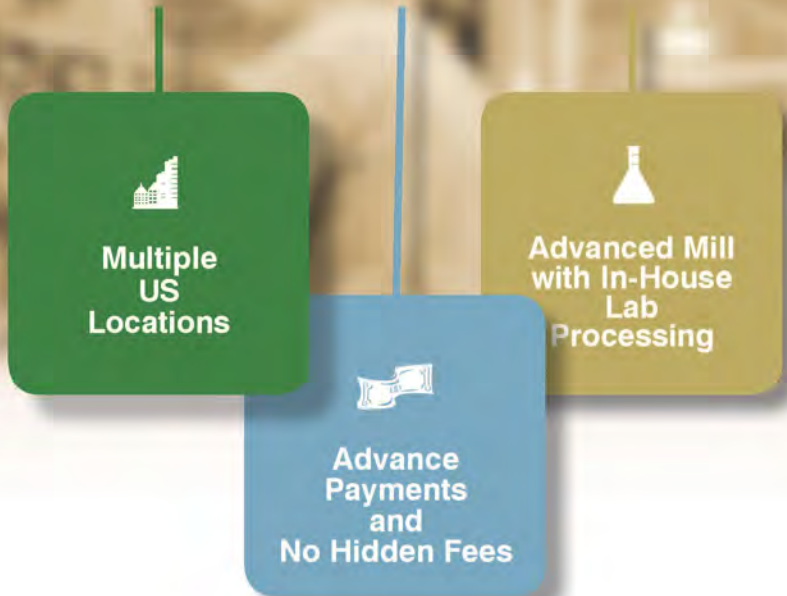 Multiple
US
Locations
Advance
Payments
and
No Hidden Fees
Advanced Mill
with In-House
Lab
Processing